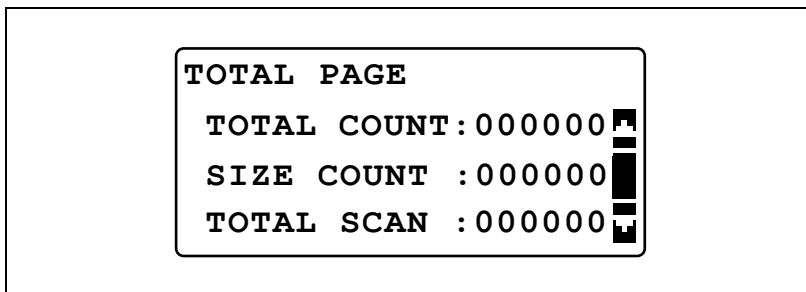 TOTAL PAGE
TOTAL COUNT:000000
SIZE COUNT :000000
TOTAL SCAN :000000